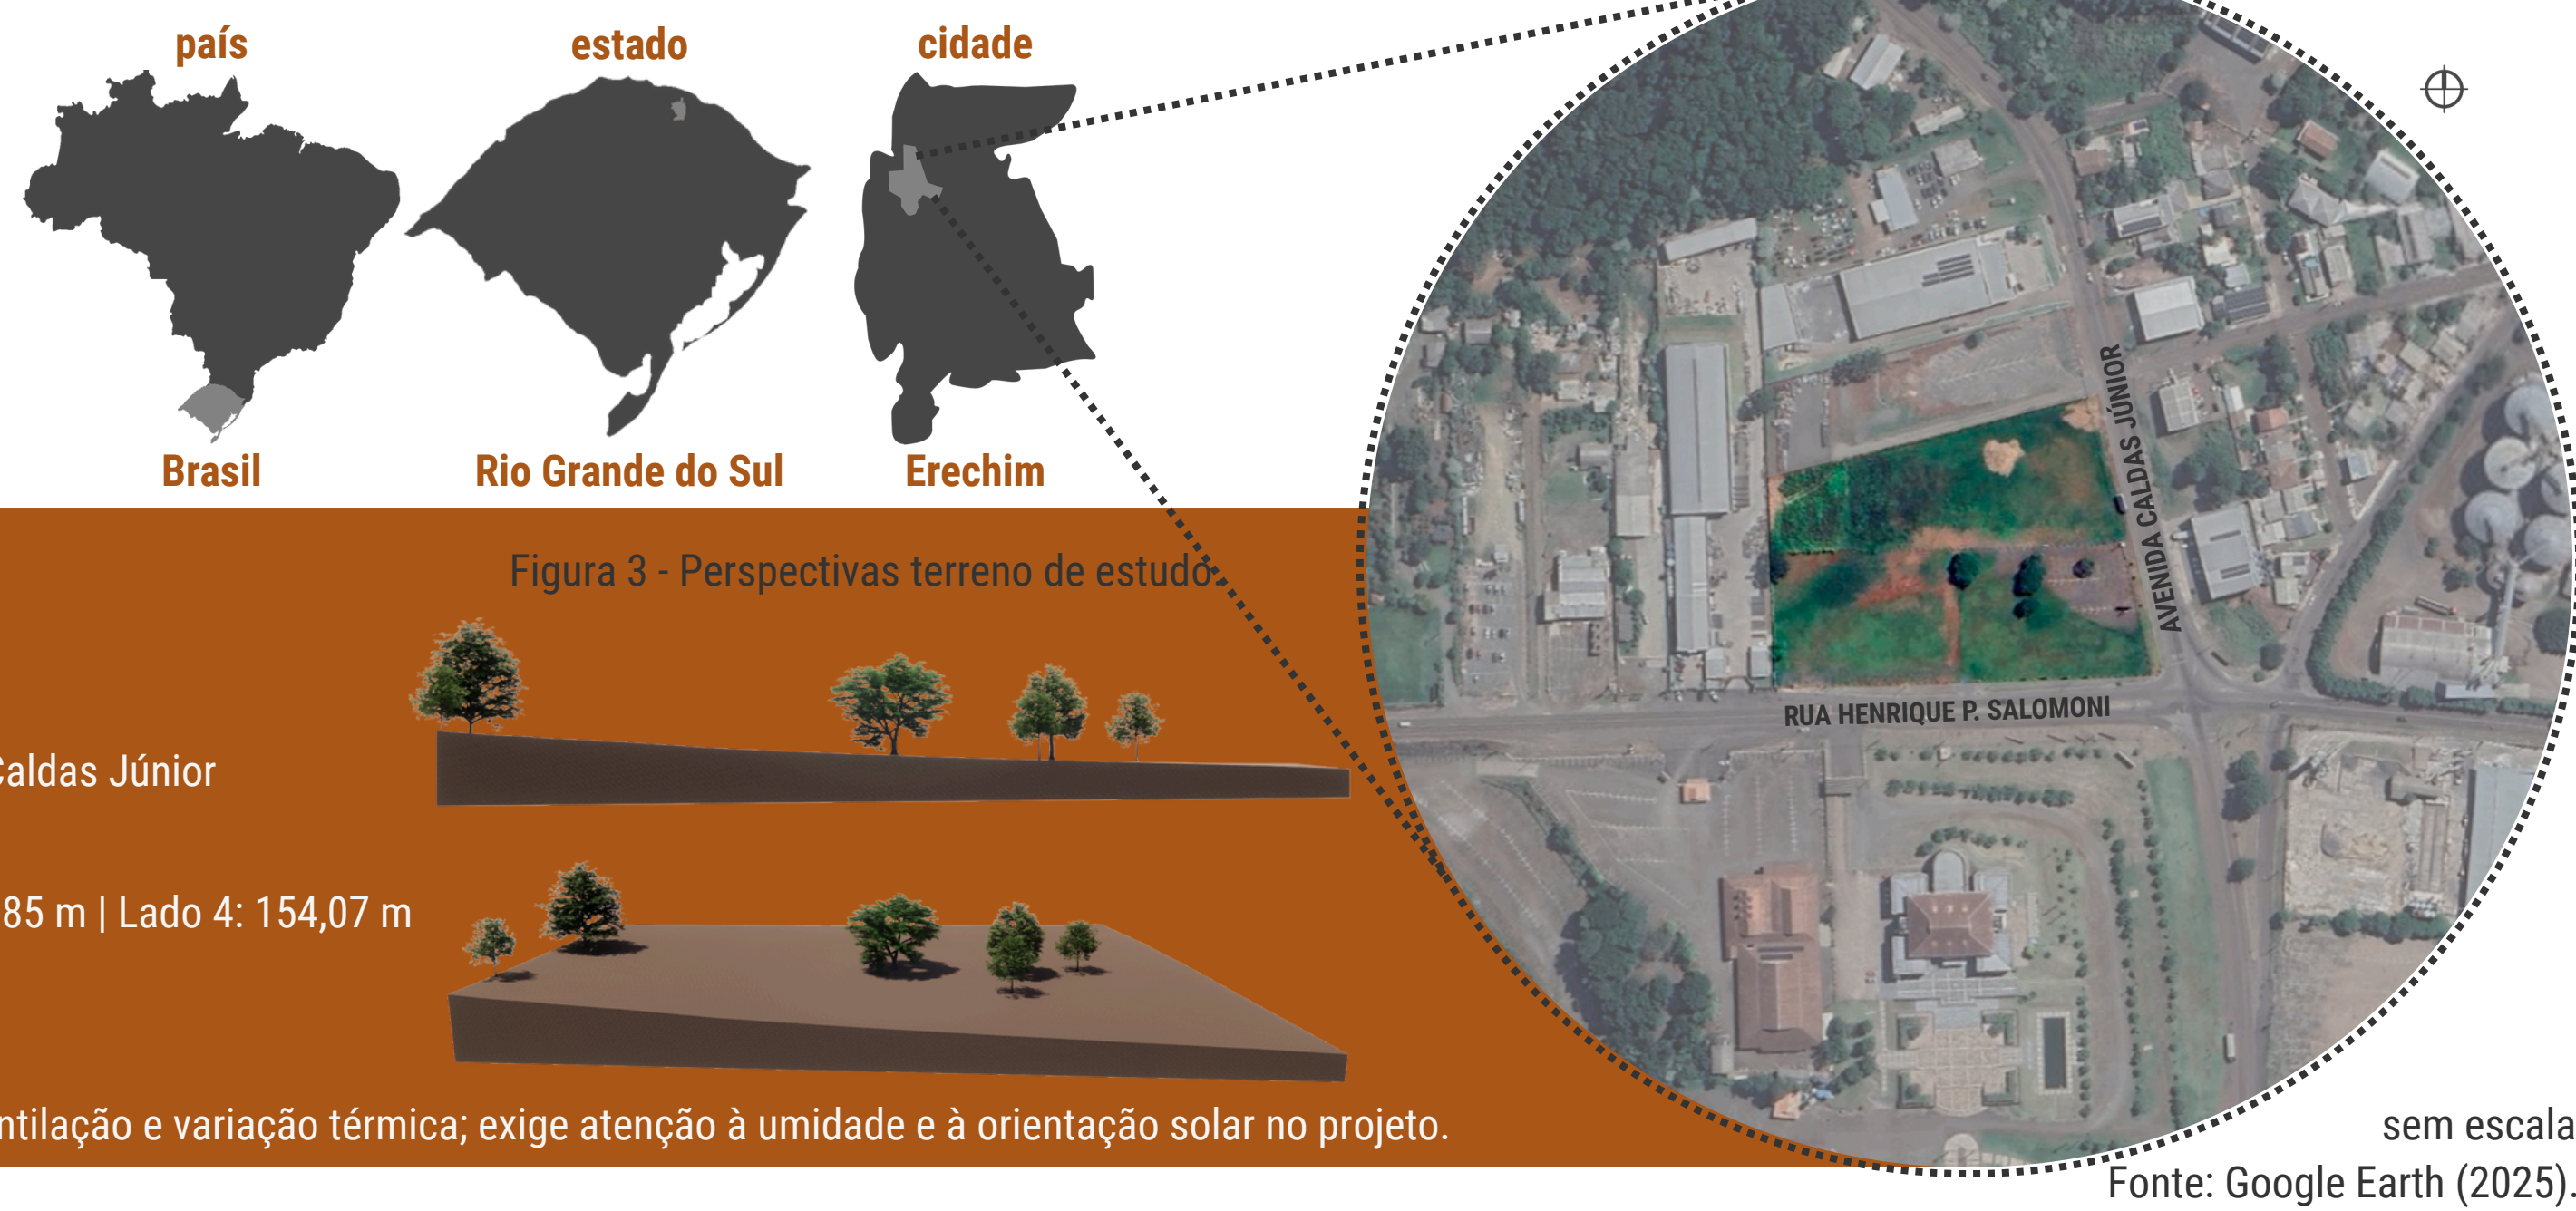 país
estado
cidade
Brasil
Rio Grande do Sul
Erechim
Figura 3 - Perspectivas terreno de estudo
Caldas Júnior
85 m | Lado 4: 154,07 m
ntilação e variação térmica; exige atenção à umidade e à orientação solar no projeto.
AVENIDA CALDAS JÚNIOR
RUA HENRIQUE P. SALOMONI
sem escala
Fonte: Google Earth (2025).